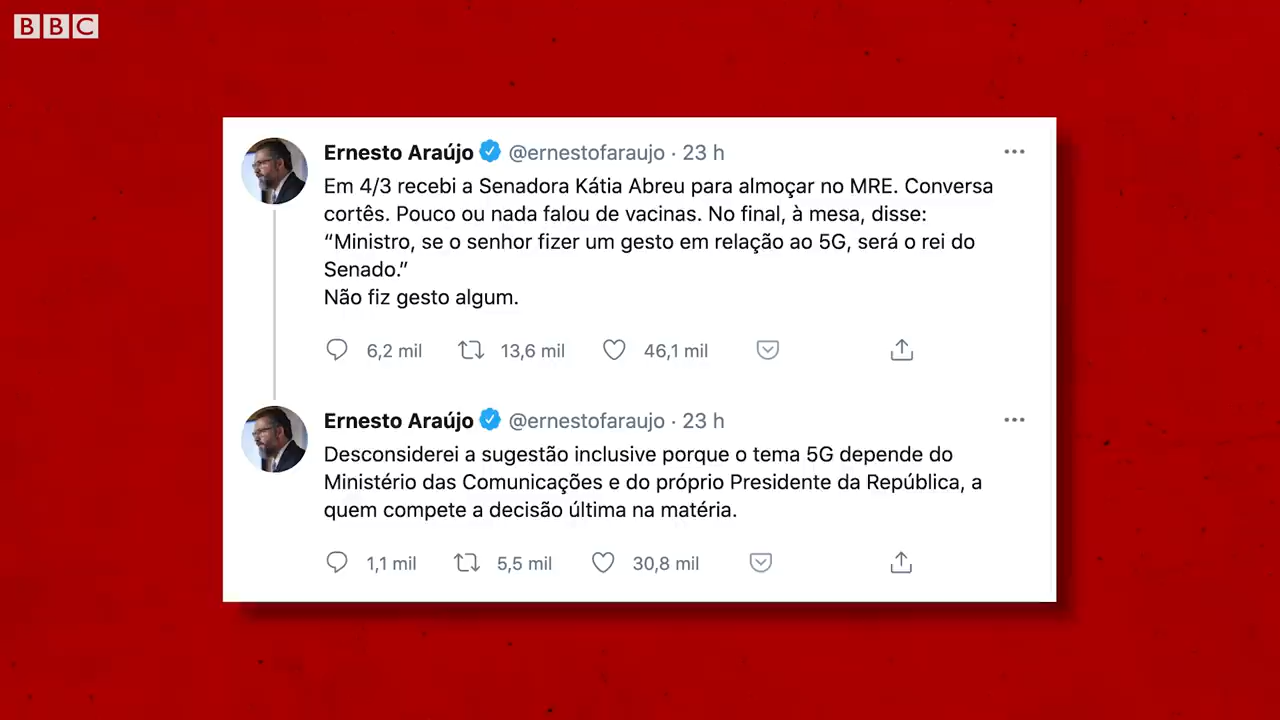 BBC
Ernesto Araújo @ernestofaraujo · 23 h
Em 4/3 recebi a Senadora Kátia Abreu para almoçar no MRE. Conversa
cortês. Pouco ou nada falou de vacinas. No final, à mesa, disse:
“Ministro, se o senhor fizer um gesto em relação ao 5G, será o rei do
Senado.”
Não fiz gesto algum.
6,2 mil 13,6 mil 46,1 mil
Ernesto Araújo @ernestofaraujo · 23 h
Desconsiderei a sugestão inclusive porque o tema 5G depende do
Ministério das Comunicações e do próprio Presidente da República, a
quem compete a decisão última na matéria.
1,1 mil 5,5 mil 30,8 mil